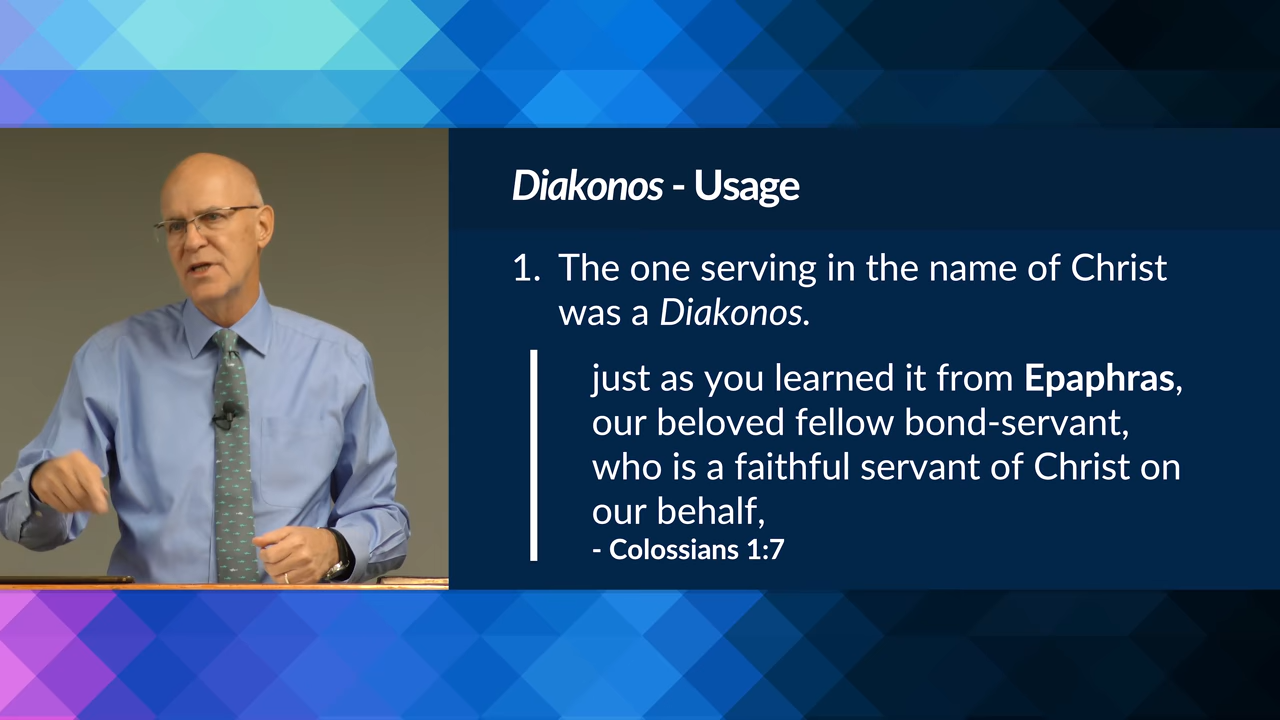 Diakonos - Usage
1. The one serving in the name of Christ
was a Diakonos.
just as you learned it from Epaphras,
our beloved fellow bond-servant,
who is a faithful servant of Christ on
our behalf,
- Colossians 1:7